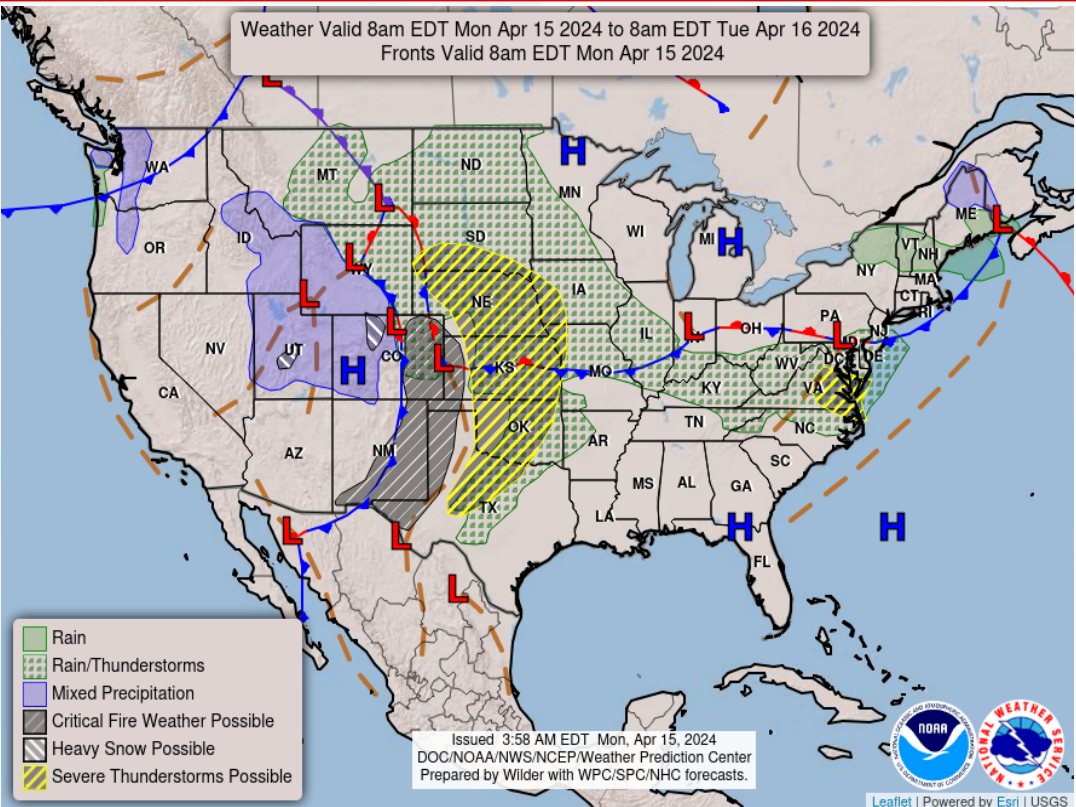 Weather Valid 8am EDT Mon Apr 15 2024 to 8am EDT Tue Apr 16 2024
Fronts Valid 8am EDT Mon Apr 15 2024
L
H
WA
MT
ND
MN
OR
ID
L
SD
WI
MI
H
ME
L
VT
NH
NY
MA
CT
RI
L
L
NE
IA
IL
L
OH
PA
NJ
L
DE
DC
NV
UT
H
L
CO
L
KS
MO
KY
WV
VA
CA
AZ
NM
OK
AR
TN
NC
SC
TX
LA
MS
AL
GA
H
H
FL
L
L
L
Rain
Rain/Thunderstorms
Mixed Precipitation
Critical Fire Weather Possible
Heavy Snow Possible
Severe Thunderstorms Possible
Issued 3:58 AM EDT Mon, Apr 15, 2024
DOC/NOAA/NWS/NCEP/Weather Prediction Center
Prepared by Wilder with WPC/SPC/NHC forecasts.
NOAA
NATIONAL WEATHER SERVICE
Leaflet | Powered by Esri | USGS